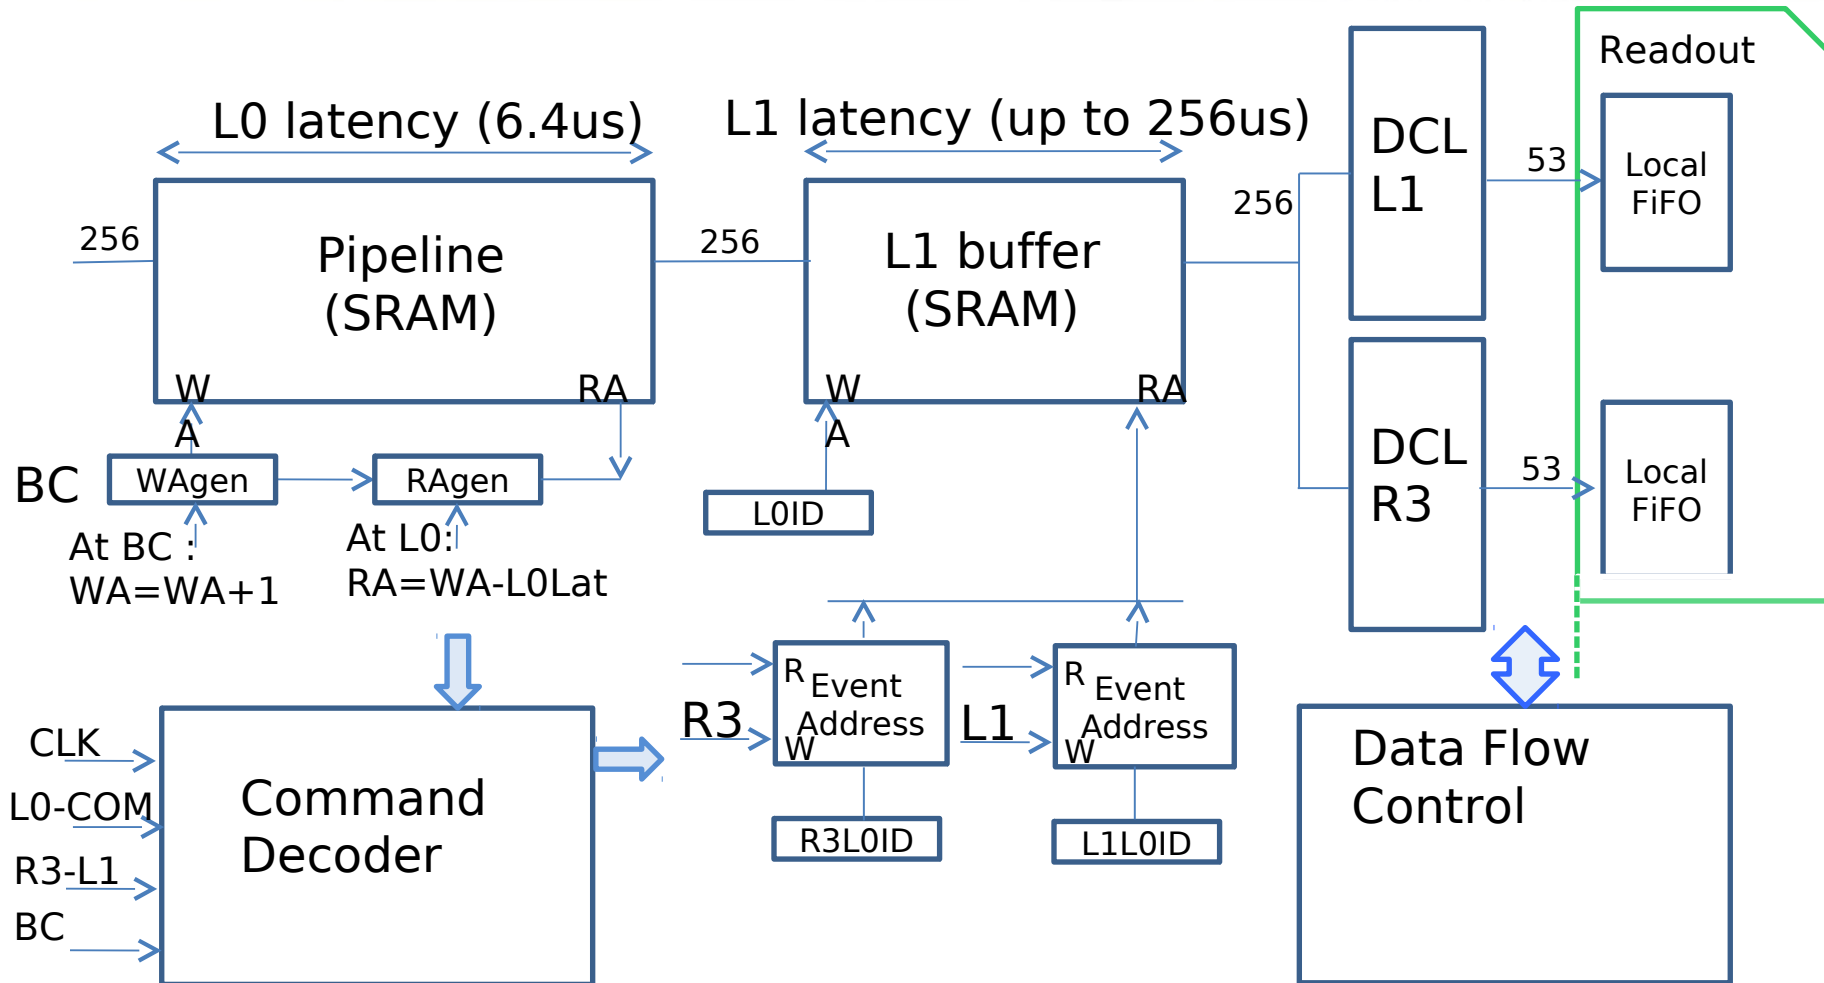 Readout
L0 latency (6.4us)
L1 latency (up to 256us)
DCL
L1
53
Local
FiFO
256
Pipeline
(SRAM)
256
L1 buffer
(SRAM)
256
W
A
RA
W
A
RA
BC
WAgen
RAgen
L0ID
DCL
R3
53
Local
FiFO
At BC :
WA=WA+1
At L0:
RA=WA-L0Lat
R3
R
Event
Address
W
L1
R
Event
Address
W
R3L0ID
L1L0ID
CLK
L0-COM
R3-L1
BC
Command
Decoder
Data Flow
Control